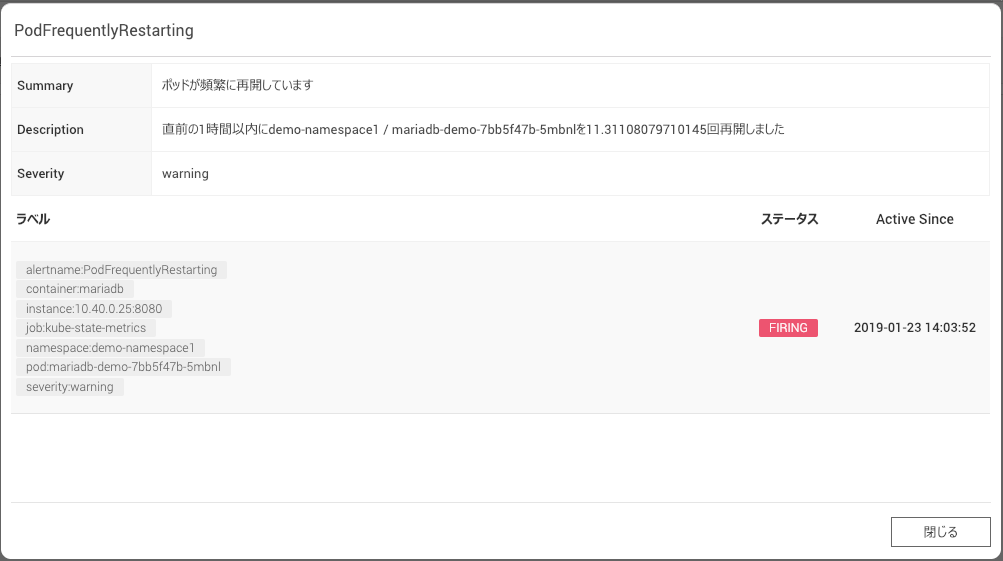 PodFrequentlyRestarting
Summary ポッドが頻繁に再開しています
Description 直前の1時間以内にdemo-namespace1 / mariadb-demo-7bb5f47b-5mbnlを11.31108079710145回再開しました
Severity warning
ラベル ステータス Active Since
alertname:PodFrequentlyRestarting
container:mariadb
instance:10.40.0.25:8080
job:kube-state-metrics
namespace:demo-namespace1
pod:mariadb-demo-7bb5f47b-5mbnl
severity:warning
FIRING 2019-01-23 14:03:52
閉じる